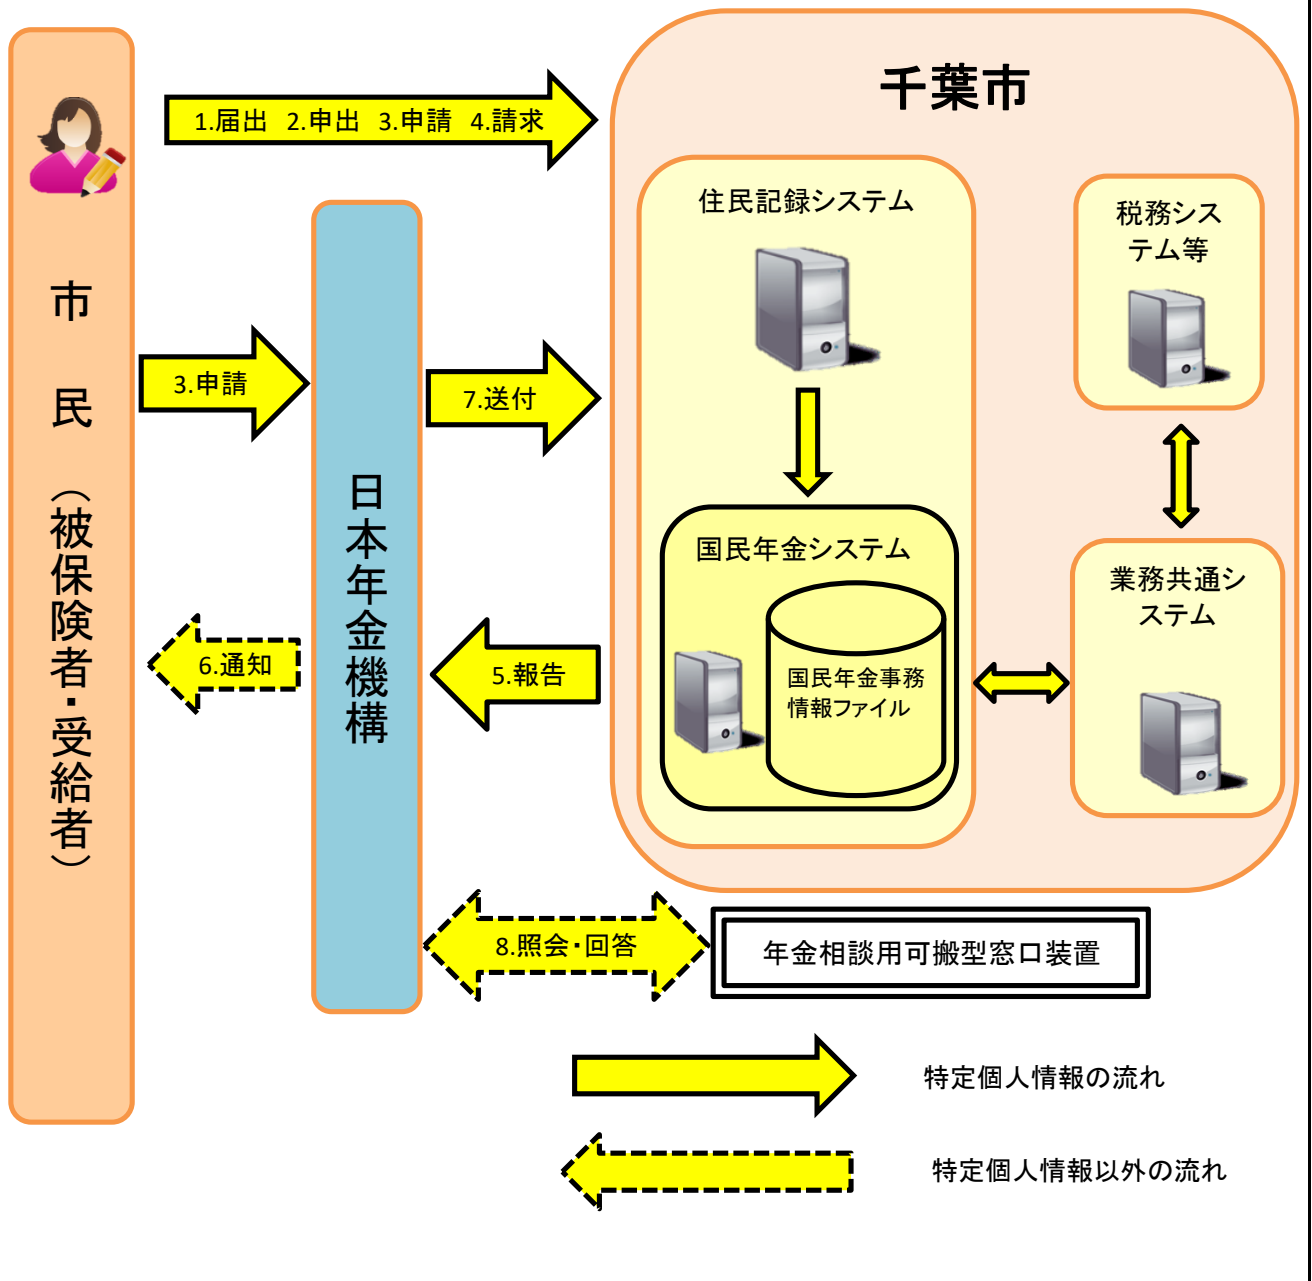 千葉市
1.届出 2.申出 3.申請 4.請求
住民記録システム
税務シス
テム等
市民(被保険者・受給者)
3.申請
7.送付
日本年金機構
国民年金システム
国民年金事務
情報ファイル
業務共通シ
ステム
6.通知
5.報告
8.照会・回答
年金相談用可搬型窓口装置
特定個人情報の流れ
特定個人情報以外の流れ